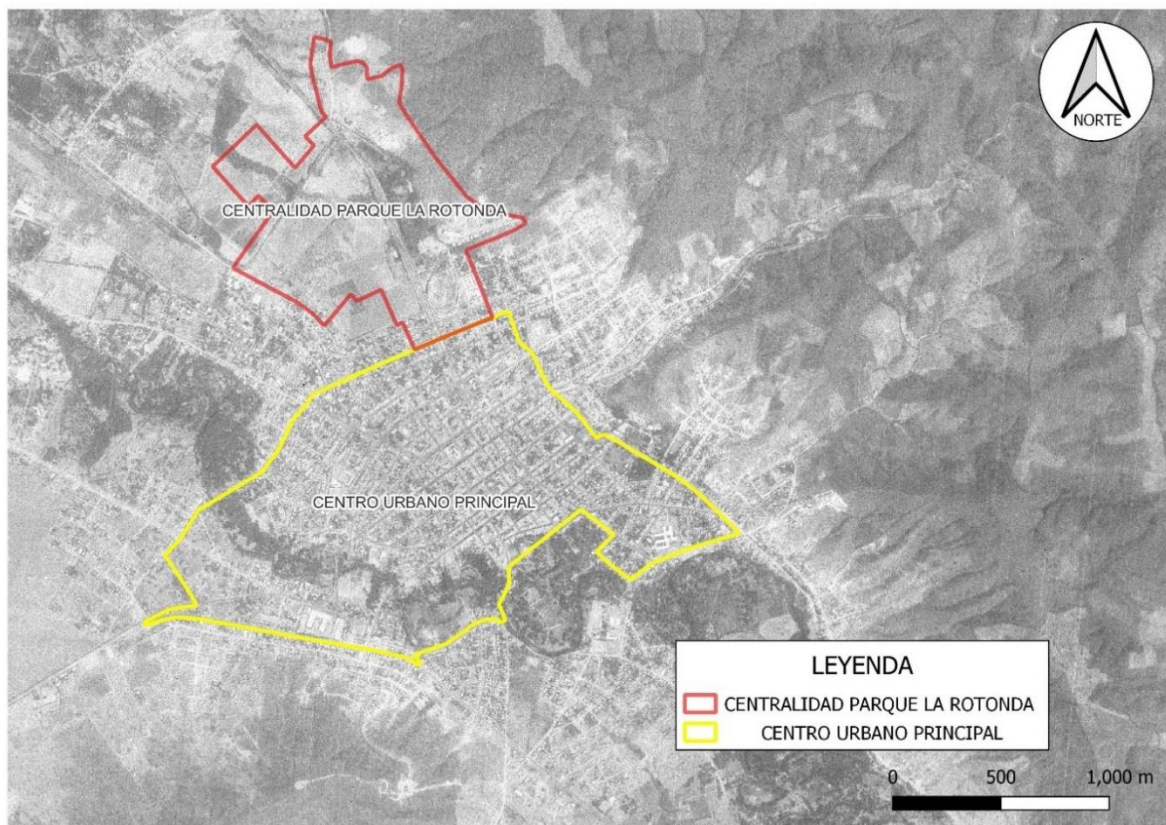 NORTE
CENTRALIDAD PARQUE LA ROTONDA
CENTRO URBANO PRINCIPAL
LEYENDA
CENTRALIDAD PARQUE LA ROTONDA
CENTRO URBANO PRINCIPAL
0 500 1,000 m